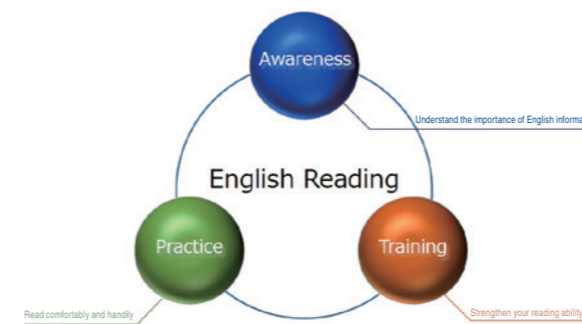 Awareness
Understand the importance of English informa
English Reading
Practice
Training
Read comfortably and handily
Strengthen your reading ability